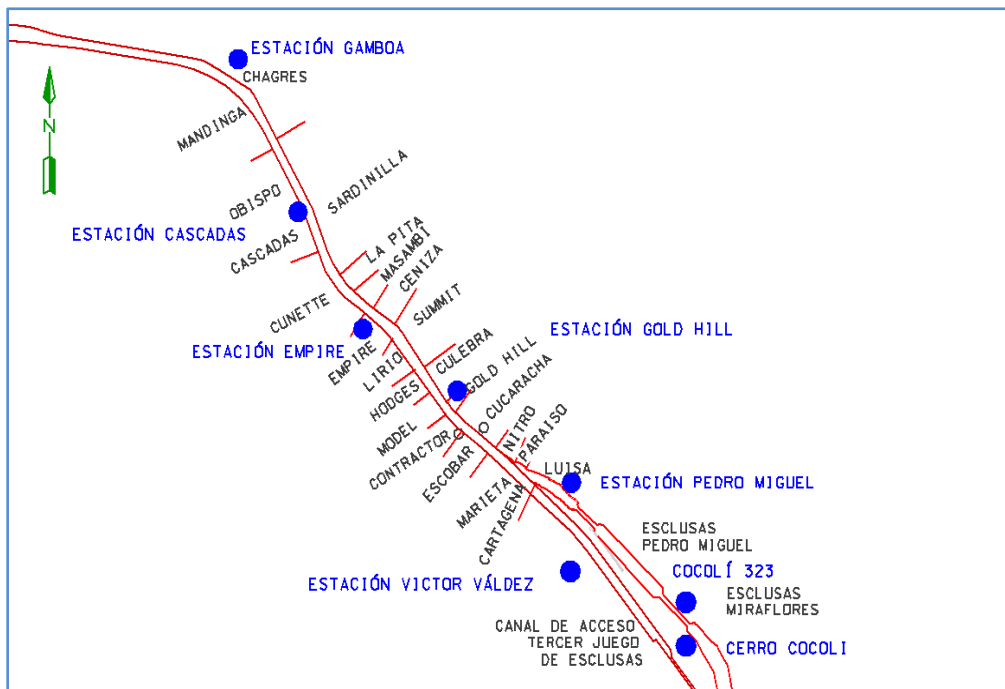 ESTACIÓN GAMBOA
CHAGRES
N
MANDINGA
SARDINILLA
OBISPO
ESTACIÓN CASCADAS
CASCADAS
LA PITA
MASAMBÍ
CENIZA
CUNETTE
SUMMIT
ESTACIÓN EMPIRE
ESTACIÓN GOLD HILL
EMPIRE
LIRIO
CULEBRA
GOLD HILL
HODGES
CUCARACHA
MODEL
CONTRACTOR
NITRO
PARAISO
ESCOBAR
LUISA
ESTACIÓN PEDRO MIGUEL
MARIETA
CARTAGENA
ESCLUSAS
PEDRO MIGUEL
COCOLÍ 323
ESTACIÓN VICTOR VÁLDEZ
ESCLUSAS
MIRAFLORES
CANAL DE ACCESO
TERCER JUEGO
DE ESCLUSAS
CERRO COCOLI